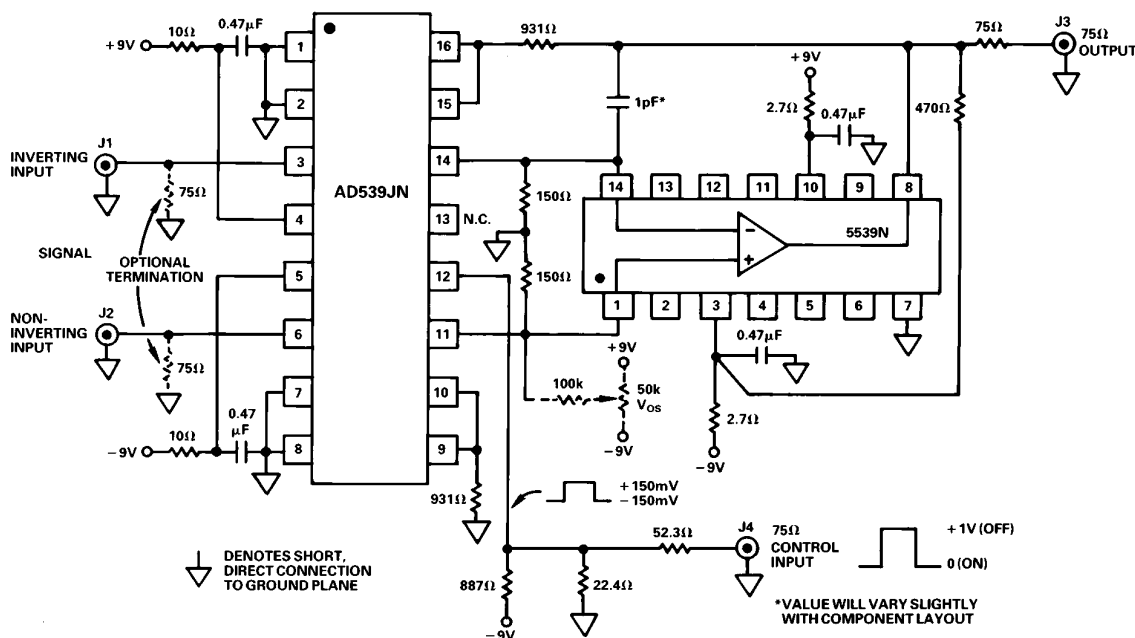 +9V
10Ω
0.47μF
1
2
3
4
5
6
7
8
16
15
14
13
12
11
10
9
AD539JN
N.C.
J1
INVERTING
INPUT
75Ω
SIGNAL
OPTIONAL
TERMINATION
J2
NON-
INVERTING
INPUT
75Ω
-9V
10Ω
0.47
μF
931Ω
1pF*
150Ω
150Ω
+9V
2.7Ω
0.47μF
470Ω
75Ω
J3
75Ω
OUTPUT
14
13
12
11
10
9
8
5539N
1
2
3
4
5
6
7
0.47μF
2.7Ω
-9V
100k
+9V
50k
VOS
-9V
931Ω
+150mV
-150mV
52.3Ω
J4
75Ω
CONTROL
INPUT
+1V (OFF)
0 (ON)
887Ω
-9V
22.4Ω
DENOTES SHORT,
DIRECT CONNECTION
TO GROUND PLANE
*VALUE WILL VARY SLIGHTLY
WITH COMPONENT LAYOUT